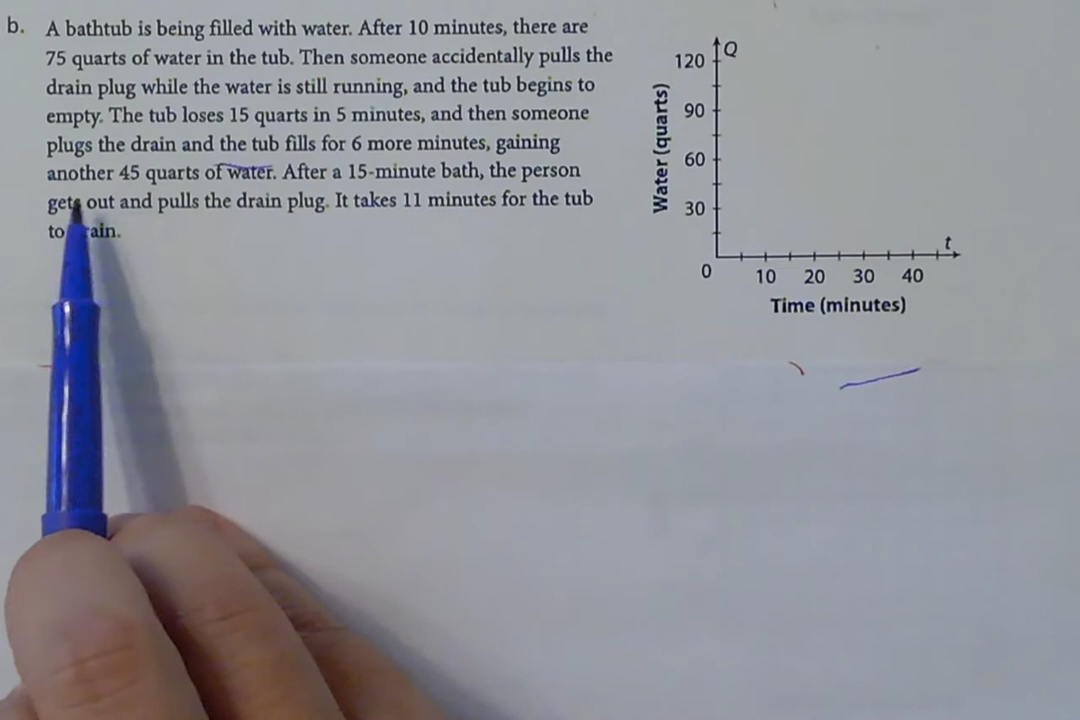 b. A bathtub is being filled with water. After 10 minutes, there are
75 quarts of water in the tub. Then someone accidentally pulls the
drain plug while the water is still running, and the tub begins to
empty. The tub loses 15 quarts in 5 minutes, and then someone
plugs the drain and the tub fills for 6 more minutes, gaining
another 45 quarts of water. After a 15-minute bath, the person
gets out and pulls the drain plug. It takes 11 minutes for the tub
to
Q
120
90
60
30
0
Water (quarts)
t
10 20 30 40
Time (minutes)